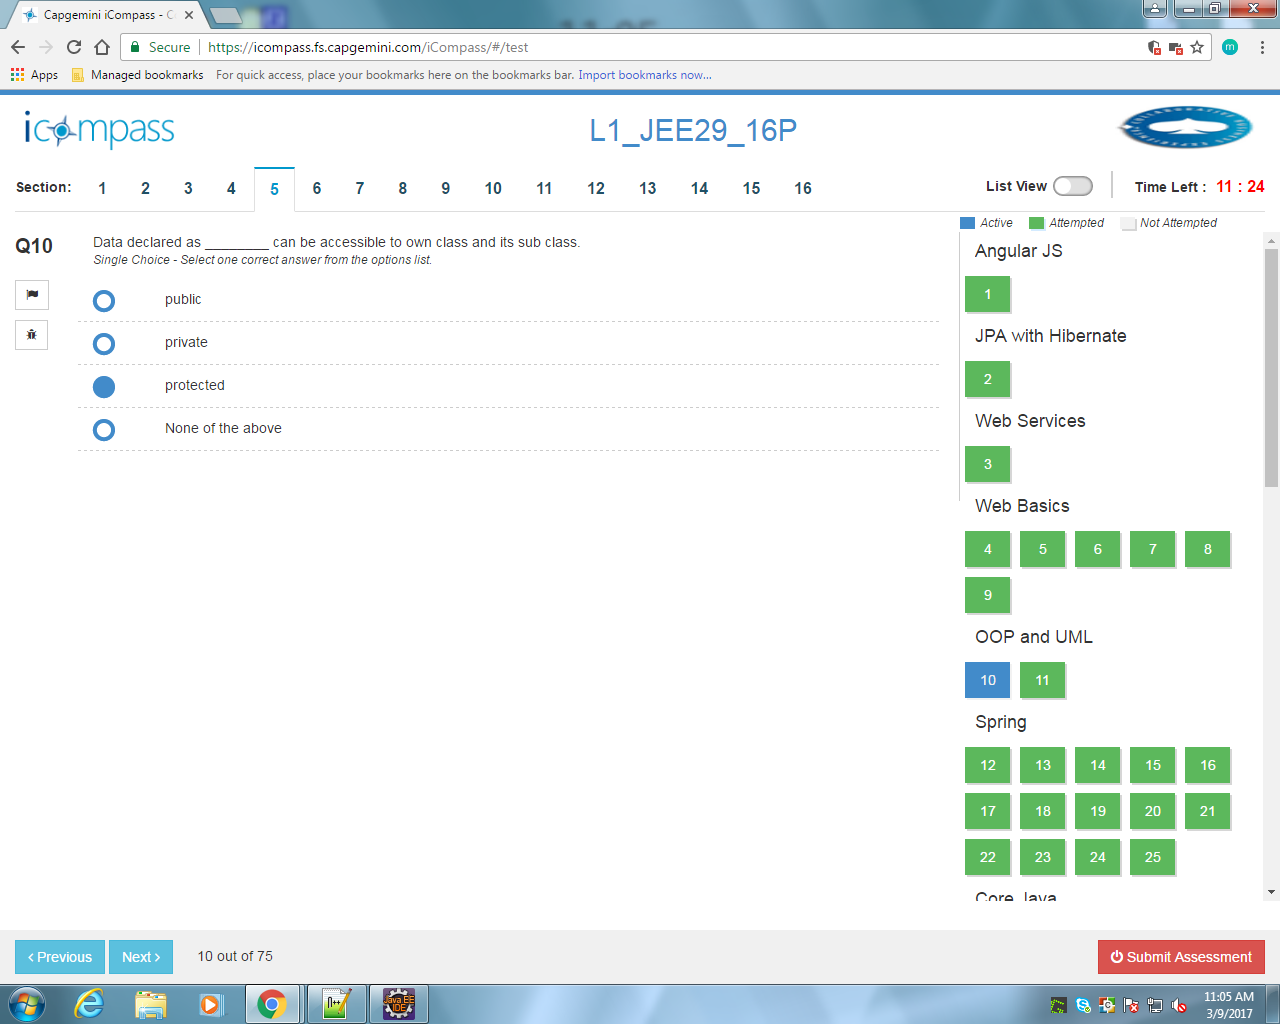 Capgemini iCompass - C
Secure
https://icompass.fs.capgemini.com/iCompass/#/test
m
Apps
Managed bookmarks
For quick access, place your bookmarks here on the bookmarks bar.
Import bookmarks now...
icompass
L1_JEE29_16P
Section: 1 2 3 4 5 6 7 8 9 10 11 12 13 14 15 16
List View
Time Left : 11 : 24
Active Attempted Not Attempted
Q10
Data declared as ________ can be accessible to own class and its sub class.
Single Choice - Select one correct answer from the options list.
public
private
protected
None of the above
Angular JS
1
JPA with Hibernate
2
Web Services
3
Web Basics
4 5 6 7 8
9
OOP and UML
10 11
Spring
12 13 14 15 16
17 18 19 20 21
22 23 24 25
Core Java
‹ Previous
Next ›
10 out of 75
Submit Assessment
Java EE
IDE
11:05 AM
3/9/2017